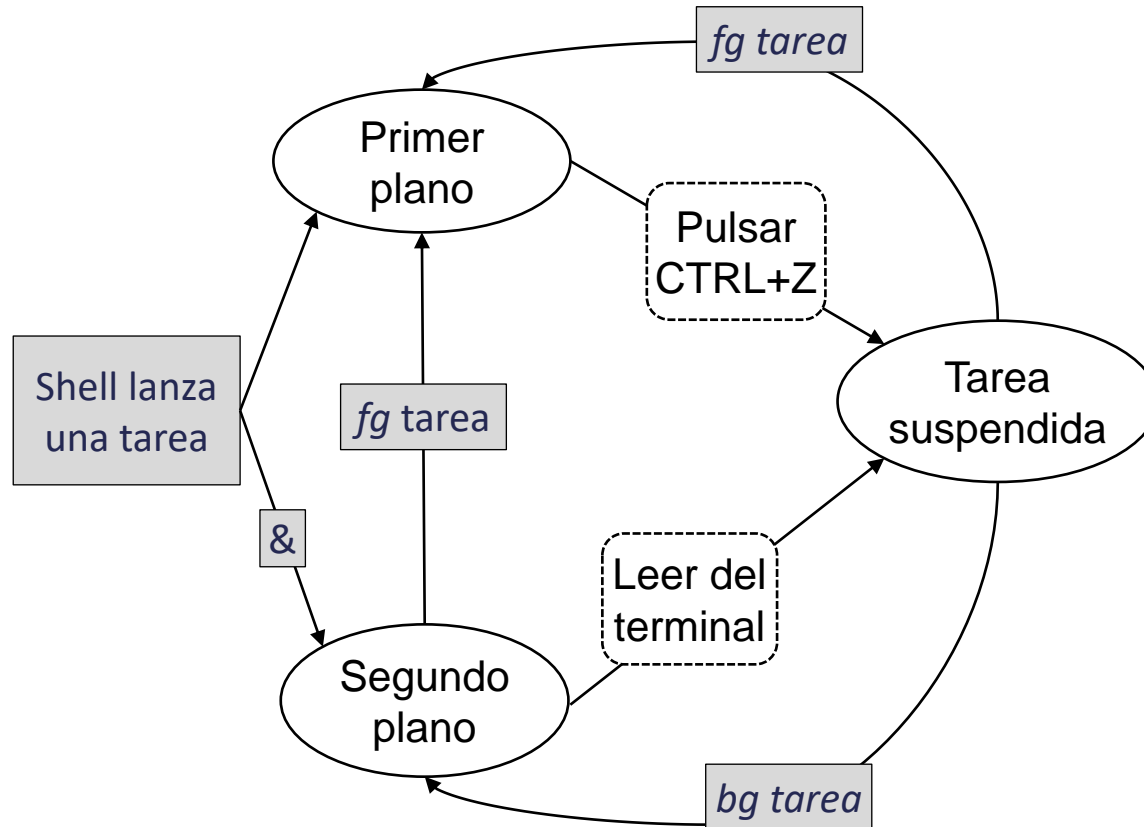 fg tarea
Primer
plano
Pulsar
CTRL+Z
Shell lanza
una tarea
fg tarea
Tarea
suspendida
&
Leer del
terminal
Segundo
plano
bg tarea